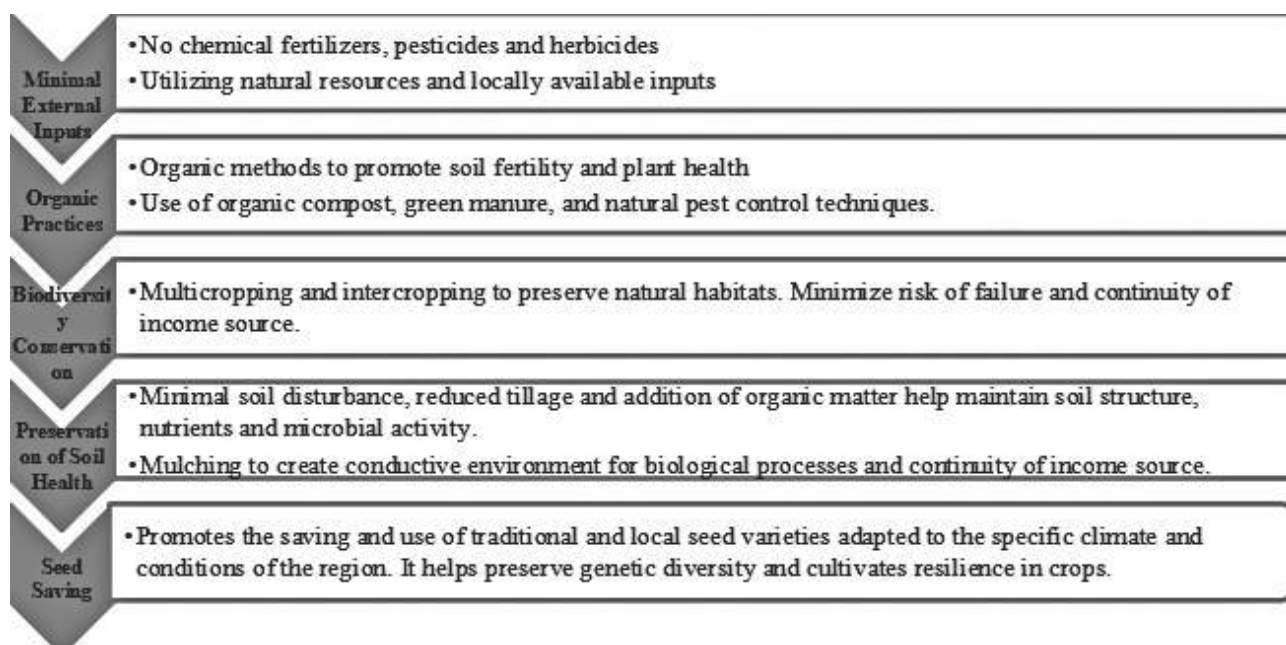 Minimal
External
Inputs
•No chemical fertilizers, pesticides and herbicides
•Utilizing natural resources and locally available inputs
Organic
Practices
•Organic methods to promote soil fertility and plant health
•Use of organic compost, green manure, and natural pest control techniques.
Biodiversit
y
Conservati
on
•Multicropping and intercropping to preserve natural habitats. Minimize risk of failure and continuity of
income source.
Preservati
on of Soil
Health
•Minimal soil disturbance, reduced tillage and addition of organic matter help maintain soil structure,
nutrients and microbial activity.
•Mulching to create conductive environment for biological processes and continuity of income source.
Seed
Saving
•Promotes the saving and use of traditional and local seed varieties adapted to the specific climate and
conditions of the region. It helps preserve genetic diversity and cultivates resilience in crops.